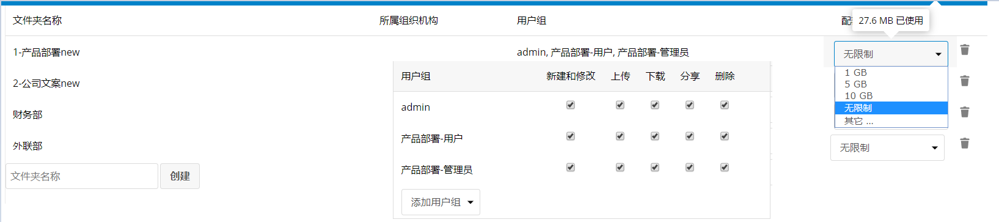 文件夹名称 所属组织机构 用户组
27.6 MB 已使用
1-产品部署new admin, 产品部署-用户, 产品部署-管理员 无限制
用户组 新建和修改 上传 下载 分享 删除
2-公司文案new
admin
财务部
产品部署-用户
外联部
产品部署-管理员
文件夹名称 创建
添加用户组
1 GB
5 GB
10 GB
无限制
其它 ...
无限制